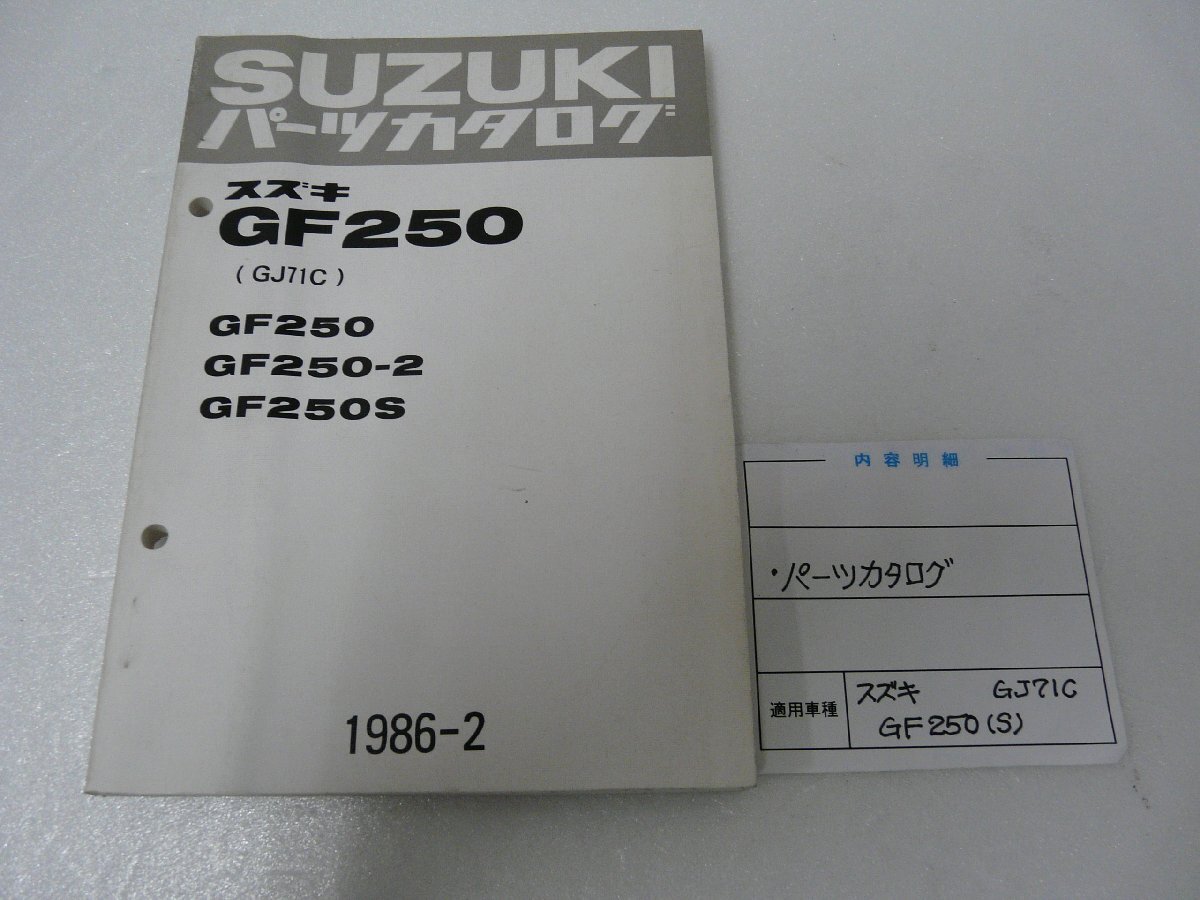 SUZUKI
パーツカタログ
スズキ
GF250
(GJ71C)
GF250
GF250-2
GF250S
1986-2
内容明細
・パーツカタログ
適用車種
スズキ GJ71C
GF250(S)